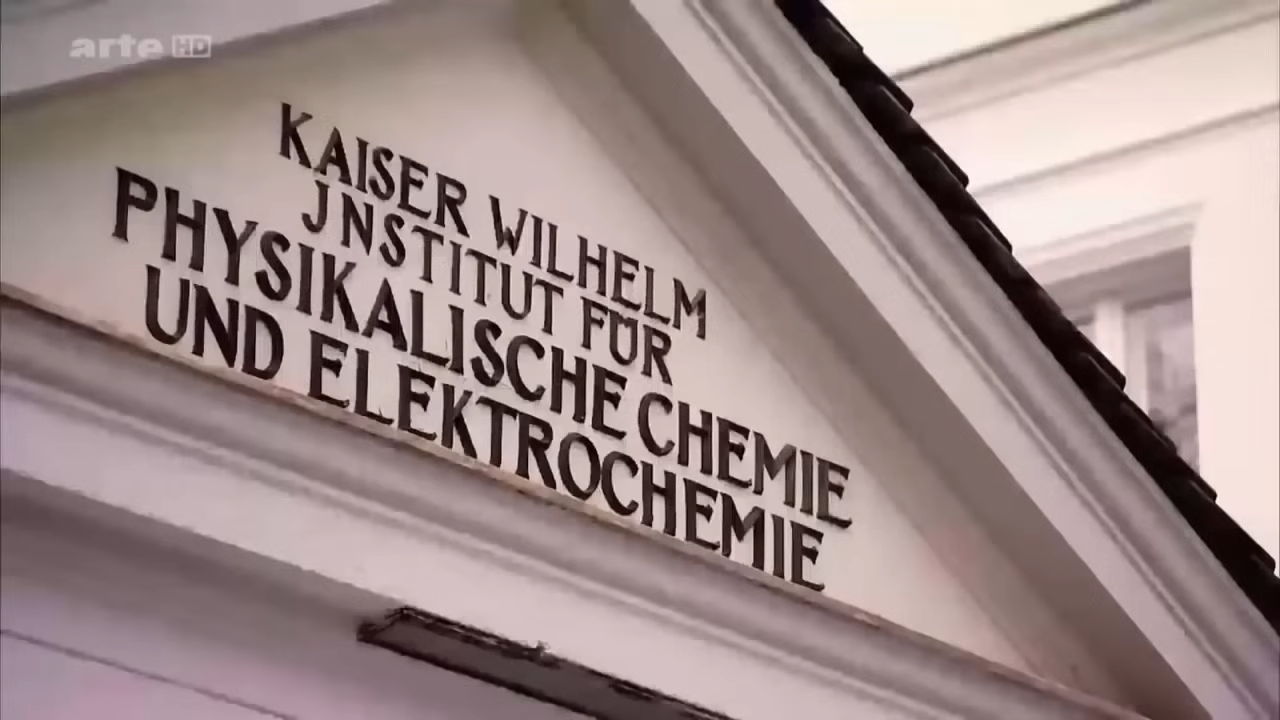 arte HD
KAISER WILHELM
JNSTITUT FÜR
PHYSIKALISCHE CHEMIE
UND ELEKTROCHEMIE